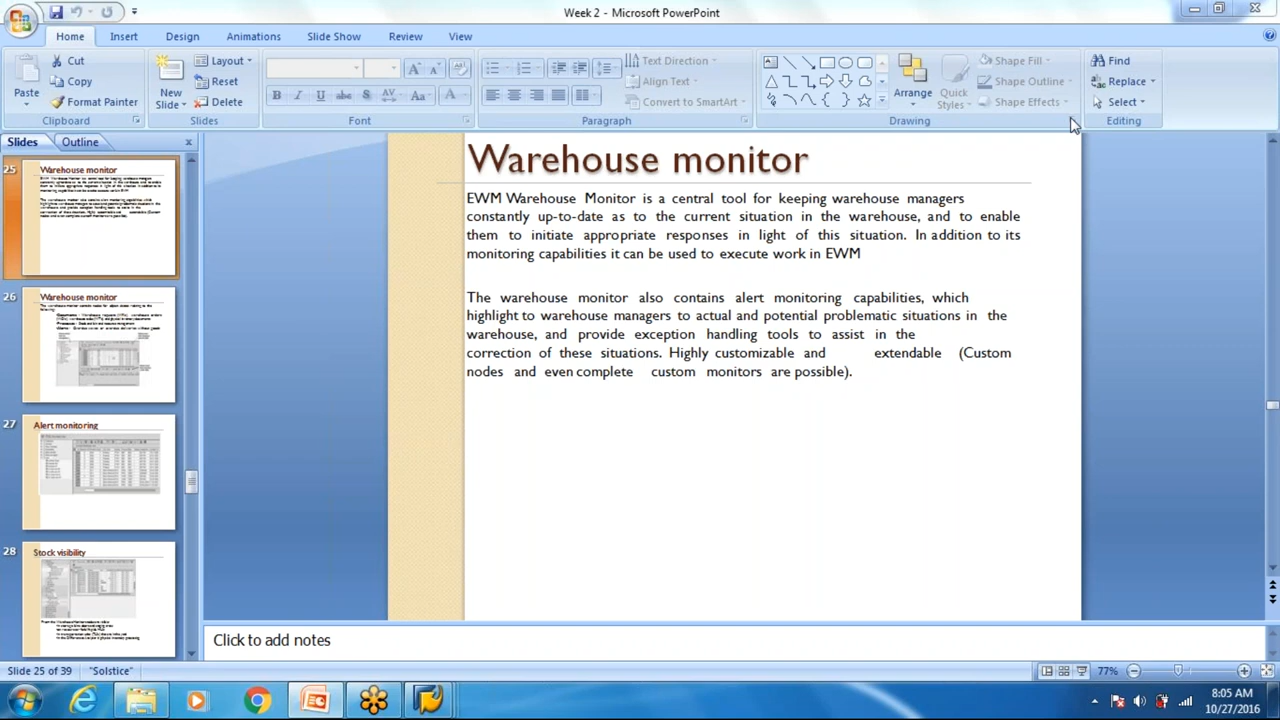 Week 2 - Microsoft PowerPoint
Home Insert Design Animations Slide Show Review View
Paste
Cut
Copy
Format Painter
Clipboard
New
Slide
Layout
Reset
Delete
Slides
B I U abc S AV Aa A
Font
Text Direction
Align Text
Convert to SmartArt
Paragraph
Arrange
Quick
Styles
Shape Fill
Shape Outline
Shape Effects
Drawing
Find
Replace
Select
Editing
Slides Outline
25
Warehouse monitor
26
Warehouse monitor
27
Alert monitoring
28
Stock visibility
Warehouse monitor
EWM Warehouse Monitor is a central tool for keeping warehouse managers
constantly up-to-date as to the current situation in the warehouse, and to enable
them to initiate appropriate responses in light of this situation. In addition to its
monitoring capabilities it can be used to execute work in EWM
The warehouse monitor also contains alert monitoring capabilities, which
highlight to warehouse managers to actual and potential problematic situations in the
warehouse, and provide exception handling tools to assist in the
correction of these situations. Highly customizable and extendable (Custom
nodes and even complete custom monitors are possible).
Click to add notes
Slide 25 of 39 "Solstice" 77%
8:05 AM
10/27/2016